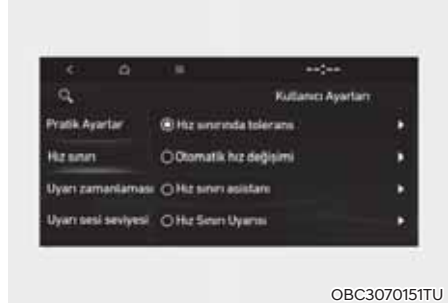 --:--
Kullanıcı Ayarları
Pratik Ayarlar
Hız sınırında tolerans
Hız sınırı
Otomatik hız değişimi
Uyarı zamanlaması
Hız sınırı asistanı
Uyarı sesi seviyesi
Hız Sınırı Uyarısı
OBC3070151TU